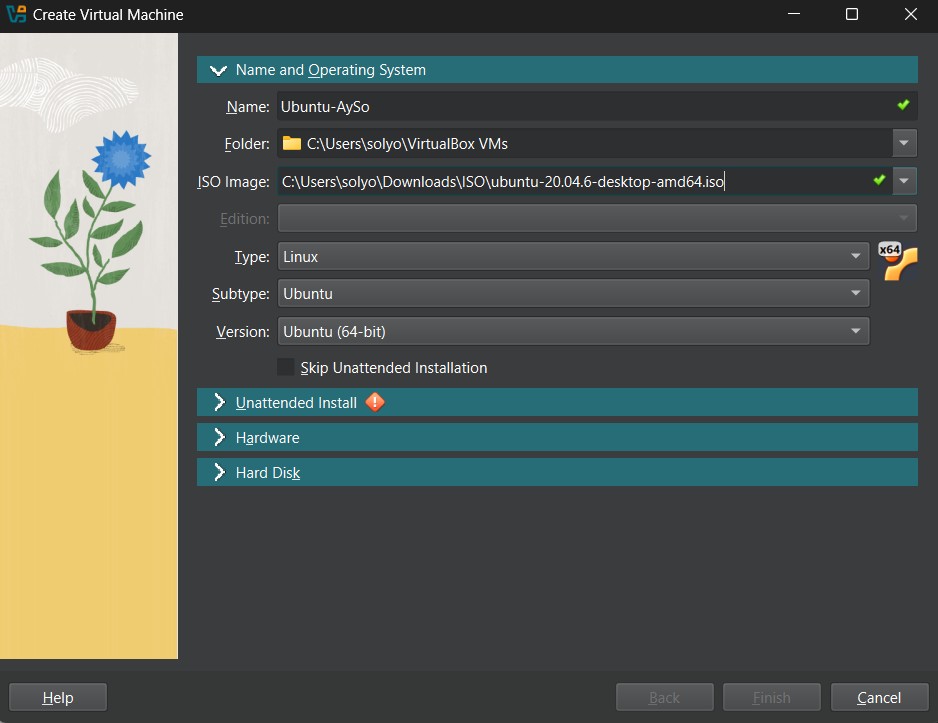 Create Virtual Machine
Name and Operating System
Name: Ubuntu-AySo
Folder: C:\Users\solyo\VirtualBox VMs
ISO Image: C:\Users\solyo\Downloads\ISO\ubuntu-20.04.6-desktop-amd64.iso
Edition:
Type: Linux
x64
Subtype: Ubuntu
Version: Ubuntu (64-bit)
Skip Unattended Installation
Unattended Install
Hardware
Hard Disk
Help Back Finish Cancel